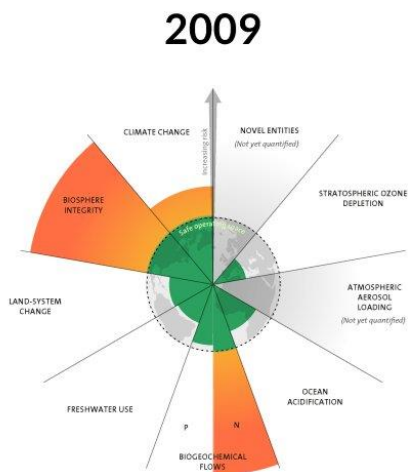 2009
CLIMATE CHANGE
Increasing risk
NOVEL ENTITIES
(Not yet quantified)
STRATOSPHERIC OZONE
DEPLETION
BIOSPHERE
INTEGRITY
Safe operating space
ATMOSPHERIC
AEROSOL
LOADING
(Not yet quantified)
LAND-SYSTEM
CHANGE
OCEAN
ACIDIFICATION
FRESHWATER USE
P
N
BIOGEOCHEMICAL
FLOWS